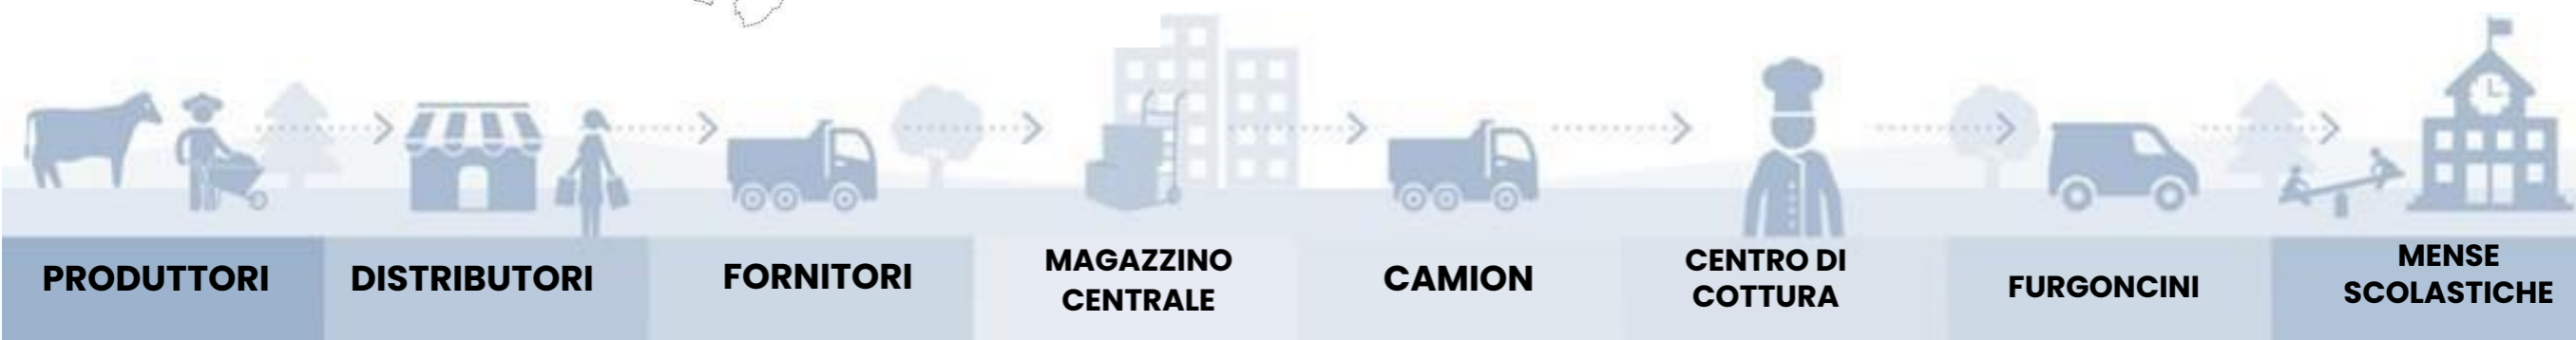 PRODUTTORI
DISTRIBUTORI
FORNITORI
MAGAZZINO
CENTRALE
CAMION
CENTRO DI
COTTURA
FURGONCINI
MENSE
SCOLASTICHE